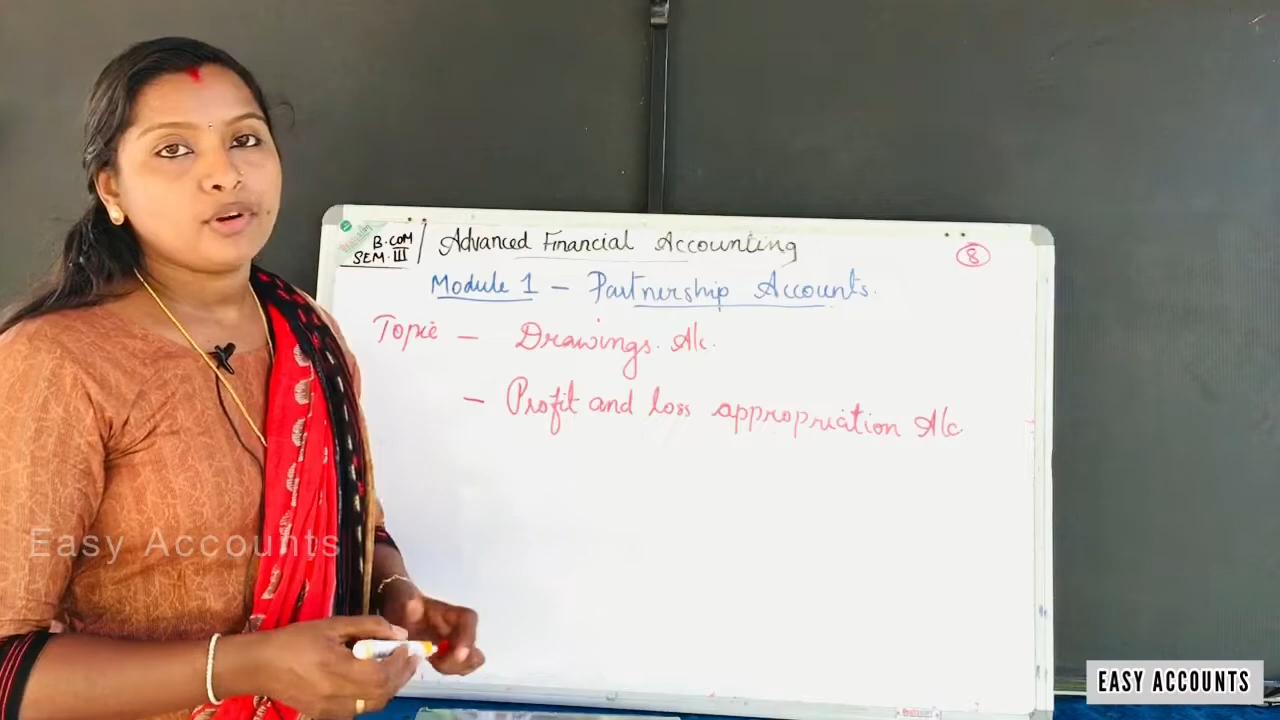 B.COM
SEM. III
Advanced Financial Accounting
8
Module 1 - Partnership Accounts.
Topic - Drawings. A/c.
- Profit and loss appropriation A/c
Easy Accounts
EASY ACCOUNTS